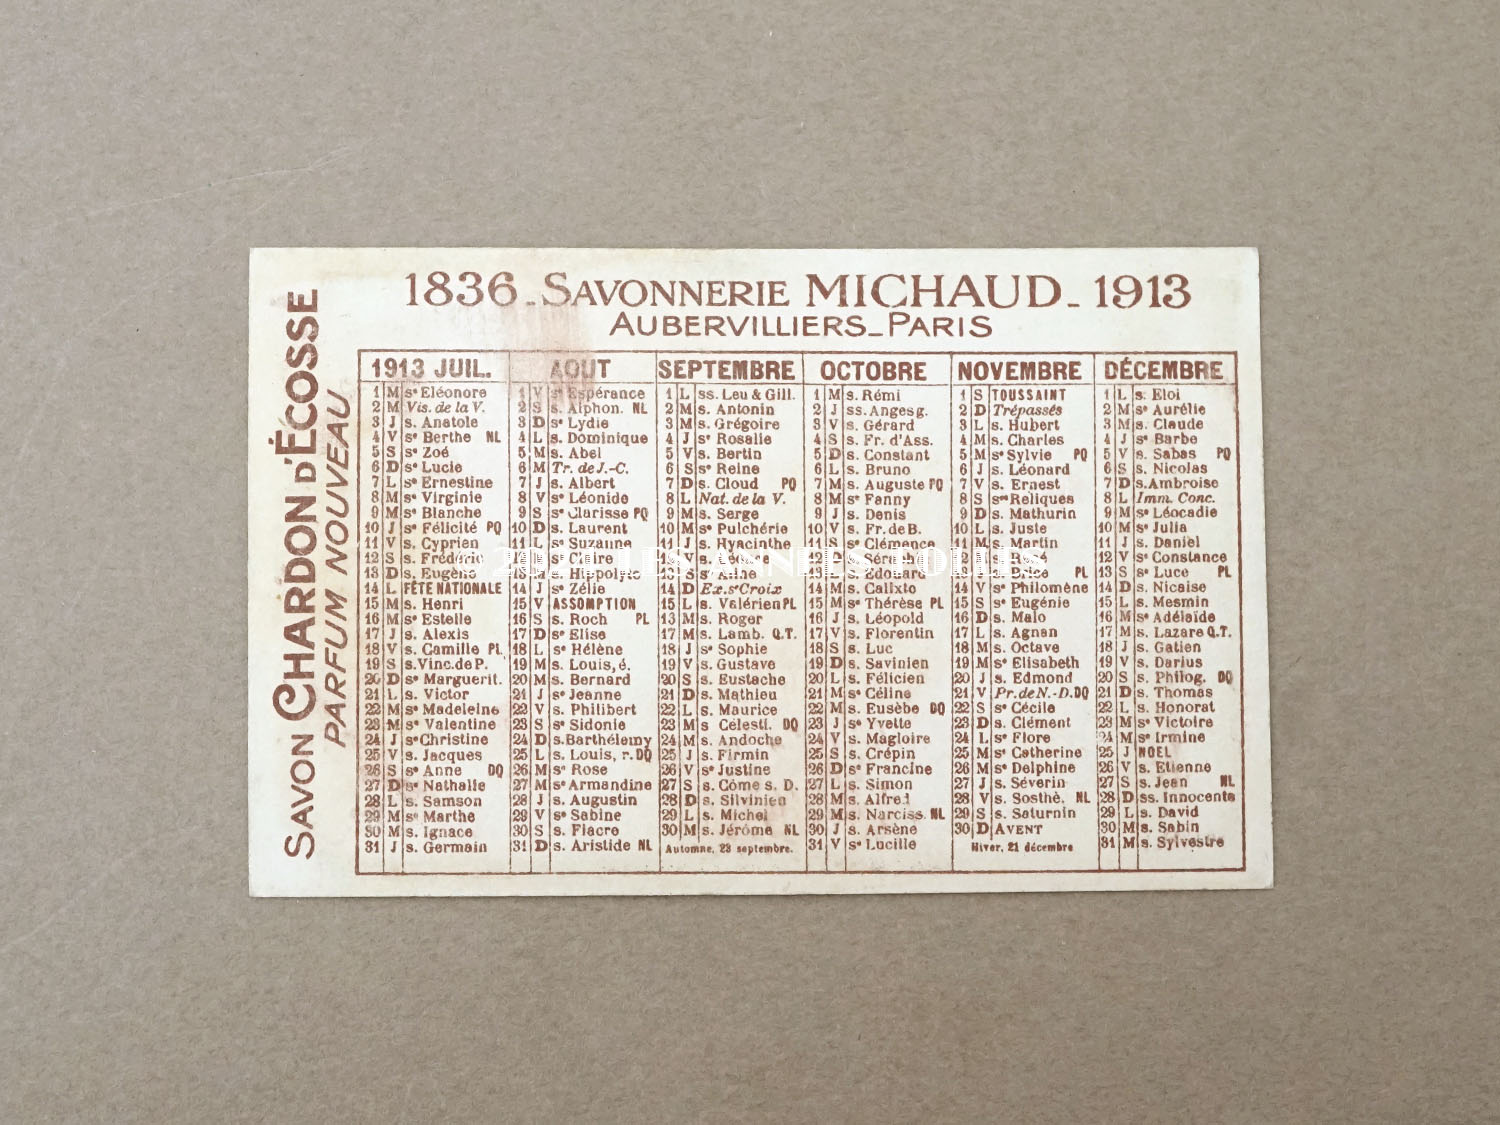 1836 - SAVONNERIE MICHAUD - 1913
AUBERVILLIERS - PARIS
SAVON CHARDON D'ÉCOSSE
PARFUM NOUVEAU
1913 JUIL.
1 M sᵉ Eléonore
2 M Vis. de la V.
3 J s. Anatole
4 V sᵉ Berthe NL
5 S sᵉ Zoé
6 D sᵉ Lucie
7 L sᵉ Ernestine
8 M sᵉ Virginie
9 M sᵉ Blanche
10 J sᵉ Félicité PQ
11 V s. Cyprien
12 S s. Frédéric
13 D s. Eugène
14 L FÊTE NATIONALE
15 M s. Henri
16 M sᵉ Estelle
17 J s. Alexis
18 V s. Camille PL
19 S s. Vinc. de P.
20 D sᵉ Marguerit.
21 L s. Victor
22 M sᵉ Madeleine
23 M sᵉ Valentine
24 J sᵉ Christine
25 V s. Jacques
26 S sᵉ Anne DQ
27 D sᵉ Nathalie
28 L s. Samson
29 M sᵉ Marthe
30 M s. Ignace
31 J s. Germain
AOUT
1 V sᵉ Espérance
2 S s. Alphon. NL
3 D sᵉ Lydie
4 L s. Dominique
5 M s. Abel
6 M Tr. de J.-C.
7 J s. Albert
8 V s. Léonide
9 S sᵉ Clarisse PQ
10 D s. Laurent
11 L sᵉ Suzanne
12 M sᵉ Claire
13 M s. Hippolyte
14 J sᵉ Zélie
15 V ASSOMPTION
16 S s. Roch PL
17 D sᵉ Elise
18 L sᵉ Hélène
19 M s. Louis, é.
20 M s. Bernard
21 J sᵉ Jeanne
22 V s. Philibert
23 S sᵉ Sidonie
24 D s. Barthélemy
25 L s. Louis, r. DQ
26 M sᵉ Rose
27 M sᵉ Armandine
28 J s. Augustin
29 V sᵉ Sabine
30 S s. Fiacre
31 D s. Aristide NL
SEPTEMBRE
1 L ss. Leu & Gill.
2 M s. Antonin
3 M s. Grégoire
4 J sᵉ Rosalie
5 V s. Bertin
6 S sᵉ Reine
7 D s. Cloud PQ
8 L Nat. de la V.
9 M s. Serge
10 M sᵉ Pulchérie
11 J s. Hyacinthe
12 V s.
13 S s. Aimé
14 D Ex. sᵉ Croix
15 L s. Valérien PL
13 M s. Roger
17 M s. Lamb. Q.T.
18 J sᵉ Sophie
19 V s. Gustave
20 S s. Eustache
21 D s. Mathieu
22 L s. Maurice
23 M s Célesti. DQ
24 M s. Andoche
25 J s. Firmin
26 V sᵉ Justine
27 S s. Côme s. D.
28 D s. Silvinien
29 L s. Michel
30 M s. Jérôme NL
Automne, 23 septembre.
OCTOBRE
1 M s. Rémi
2 J ss. Anges g.
3 V s. Gérard
4 S s. Fr. d'Ass.
5 D s. Constant
6 L s. Bruno
7 M s. Auguste PQ
8 M sᵉ Fanny
9 J s. Denis
10 V s. Fr. de B.
11 S sᵉ Clémence
12 D s.
13 L s. Edouard
14 M s. Calixte
15 M sᵉ Thérèse PL
16 J s. Léopold
17 V s. Florentin
18 S s. Luc
19 D s. Savinien
20 L s. Félicien
21 M sᵉ Céline
22 M s. Eusèbe DQ
23 J sᵉ Yvette
24 V s. Magloire
25 S s. Crépin
26 D sᵉ Francine
27 L s. Simon
28 M s. Alfred
29 M s. Narciss. NL
30 J s. Arsène
31 V sᵉ Lucille
NOVEMBRE
1 S TOUSSAINT
2 D Trépassés
3 L s. Hubert
4 M s. Charles
5 M sᵉ Sylvie PQ
6 J s. Léonard
7 V s. Ernest
8 S sᵉˢ Reliques
9 D s. Mathurin
10 L s. Juste
11 M s. Martin
12 M s. René
13 J s. Brice PL
14 V sᵉ Philomène
15 S sᵉ Eugénie
16 D s. Malo
17 L s. Agnan
18 M s. Octave
19 M sᵉ Elisabeth
20 J s. Edmond
21 V Pr. de N.-D. DQ
22 S sᵉ Cécile
23 D s. Clément
24 L sᵉ Flore
25 M sᵉ Catherine
26 M sᵉ Delphine
27 J s. Séverin
28 V s. Sosthè. NL
29 S s. Saturnin
30 D AVENT
Hiver, 21 décembre
DÉCEMBRE
1 L s. Eloi
2 M sᵉ Aurélie
3 M s. Claude
4 J sᵉ Barbe
5 V s. Sabas PQ
6 S s. Nicolas
7 D s. Ambroise
8 L Imm. Conc.
9 M sᵉ Léocadie
10 M sᵉ Julia
11 J s. Daniel
12 V sᵉ Constance
13 S sᵉ Luce PL
14 D s. Nicaise
15 L s. Mesmin
16 M sᵉ Adélaïde
17 M s. Lazare Q.T.
18 J s. Gatien
19 V s. Darius
20 S s. Philog. DQ
21 D s. Thomas
22 L s. Honorat
23 M sᵉ Victoire
24 M sᵉ Irmine
25 J NOEL
26 V s. Etienne
27 S s. Jean NL
28 D ss. Innocents
29 L s. David
30 M s. Sabin
31 M s. Sylvestre
LES ANNÉES FOLLES